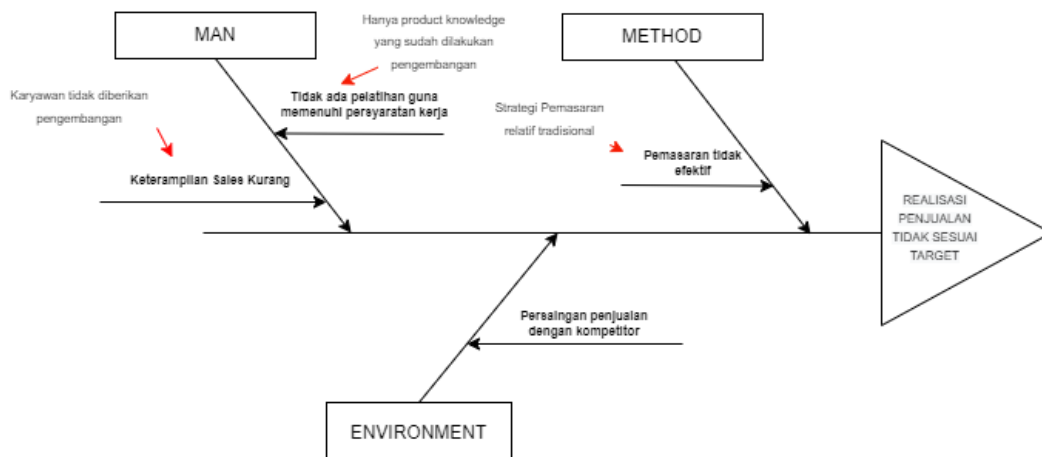 MAN
Hanya product knowledge
yang sudah dilakukan
pengembangan
METHOD
Karyawan tidak diberikan
pengembangan
Tidak ada pelatihan guna
memenuhi persyaratan kerja
Strategi Pemasaran
relatif tradisional
Keterampilan Sales Kurang
Pemasaran tidak
efektif
REALISASI
PENJUALAN
TIDAK SESUAI
TARGET
Persaingan penjualan
dengan kompetitor
ENVIRONMENT